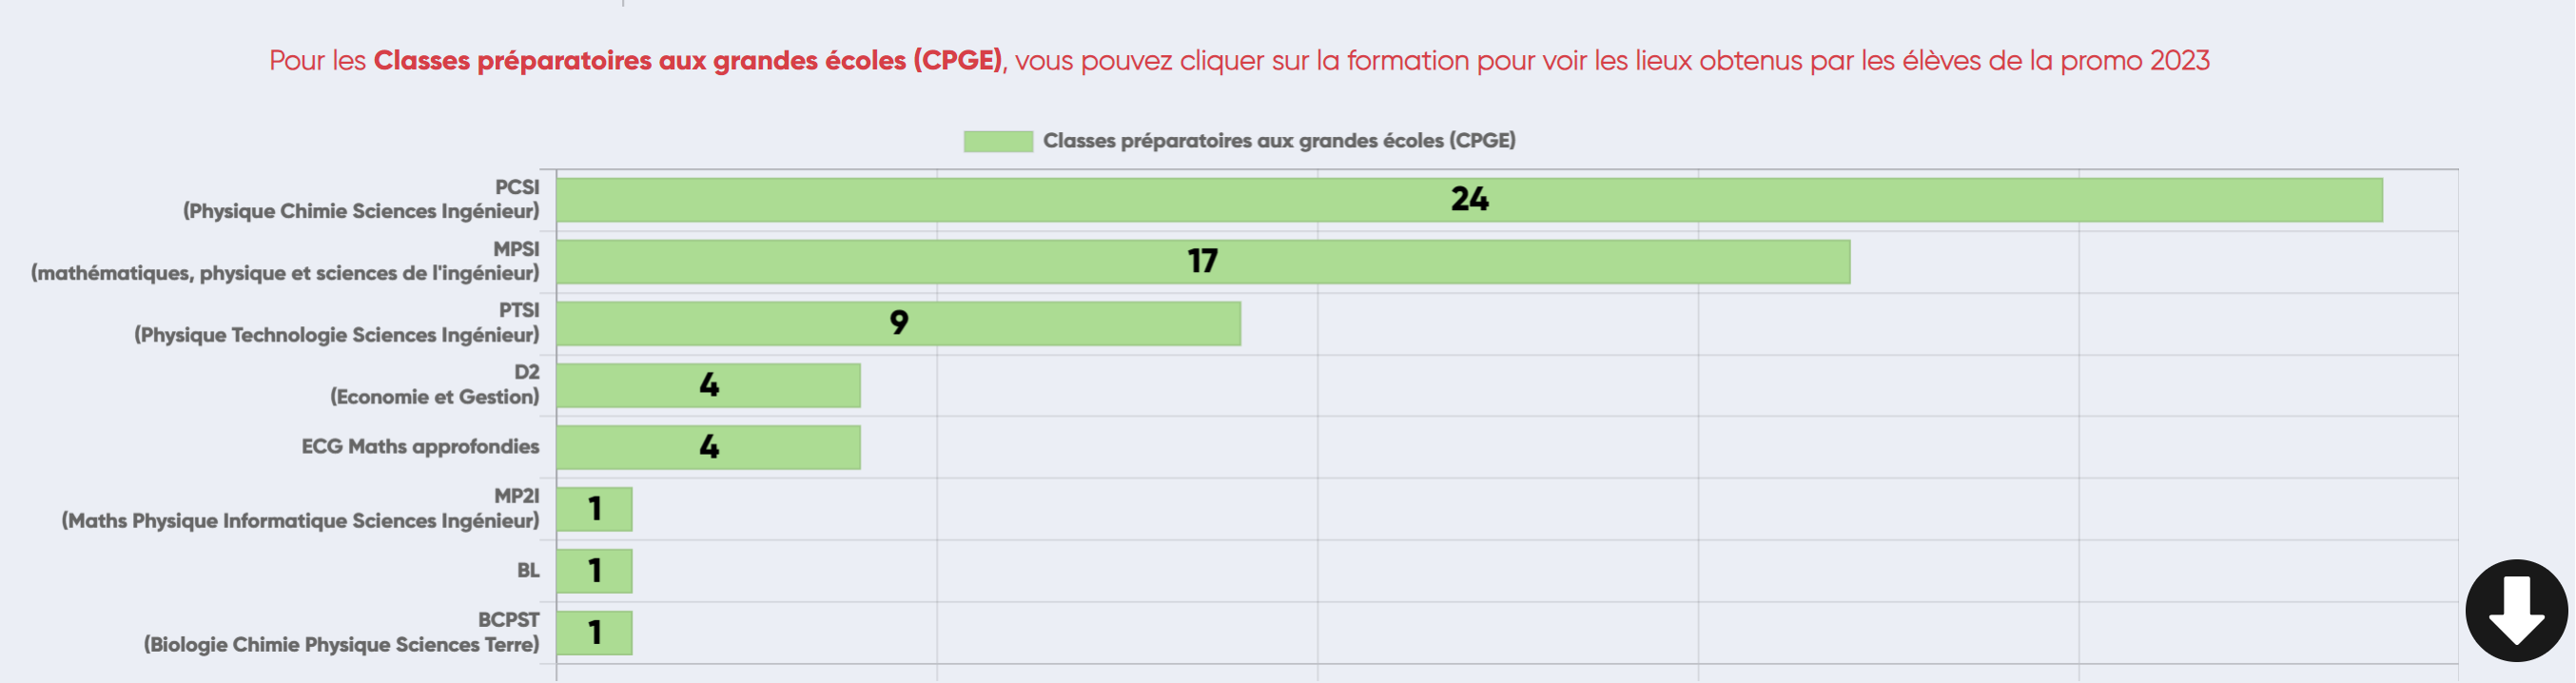 Pour les Classes préparatoires aux grandes écoles (CPGE), vous pouvez cliquer sur la formation pour voir les lieux obtenus par les élèves de la promo 2023
Classes préparatoires aux grandes écoles (CPGE)
PCSI
(Physique Chimie Sciences Ingénieur)
24
MPSI
(mathématiques, physique et sciences de l'ingénieur)
17
PTSI
(Physique Technologie Sciences Ingénieur)
9
D2
(Economie et Gestion)
4
ECG Maths approfondies
4
MP2I
(Maths Physique Informatique Sciences Ingénieur)
1
BL
1
BCPST
(Biologie Chimie Physique Sciences Terre)
1